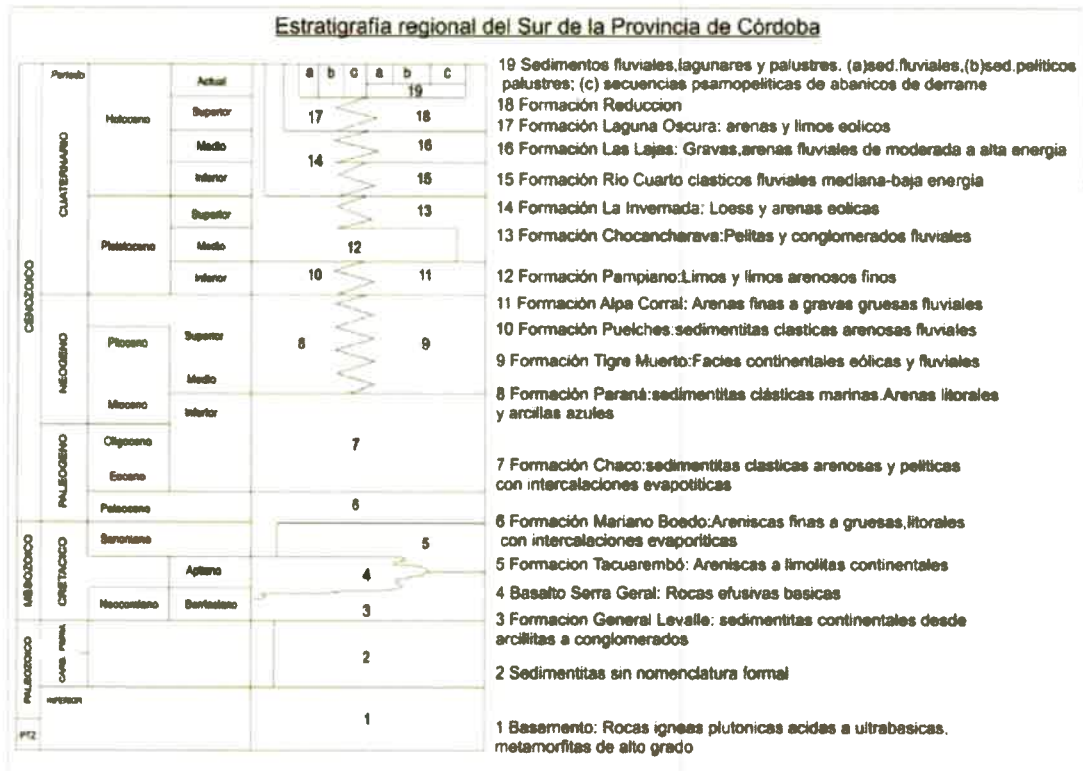 Estratigrafía regional del Sur de la Provincia de Córdoba
Periodo
Actual
a b c a b c
19
CENOZOICO
CUATERNARIO
Holoceno
Superior
17 18
Medio
14 16
Inferior
15
Pleistoceno
Superior
13
Medio
12
Inferior
10 11
NEOGENO
Plioceno
Superior
8 9
Medio
Mioceno
Inferior
PALEOGENO
Oligoceno
7
Eoceno
Paleoceno
6
MESOZOICO
CRETACICO
Senoniano
5
Aptiano
4
Neocomiano
Berriasiano
3
PALEOZOICO
CARB. PERM.
2
INFERIOR
1
PTZ
19 Sedimentos fluviales,lagunares y palustres. (a)sed.fluviales,(b)sed.peliticos
palustres; (c) secuencias psamopeliticas de abanicos de derrame
18 Formación Reduccion
17 Formación Laguna Oscura: arenas y limos eolicos
16 Formación Las Lajas: Gravas,arenas fluviales de moderada a alta energia
15 Formación Rio Cuarto clasticos fluviales mediana-baja energia
14 Formación La Invernada: Loess y arenas eolicas
13 Formación Chocancharava:Pelitas y conglomerados fluviales
12 Formación Pampiano:Limos y limos arenosos finos
11 Formación Alpa Corral: Arenas finas a gravas gruesas fluviales
10 Formación Puelches:sedimentitas clasticas arenosas fluviales
9 Formación Tigre Muerto:Facies continentales eólicas y fluviales
8 Formación Paraná:sedimentitas clásticas marinas.Arenas litorales
y arcillas azules
7 Formación Chaco:sedimentitas clasticas arenosas y peliticas
con intercalaciones evapotiticas
6 Formación Mariano Boedo:Areniscas finas a gruesas,litorales
con intercalaciones evaporiticas
5 Formación Tacuarembó: Areniscas a limolitas continentales
4 Basalto Serra Geral: Rocas efusivas basicas
3 Formacion General Levalle: sedimentitas continentales desde
arcillitas a conglomerados
2 Sedimentitas sin nomenclatura formal
1 Basamento: Rocas igneas plutonicas acidas a ultrabasicas,
metamorfitas de alto grado